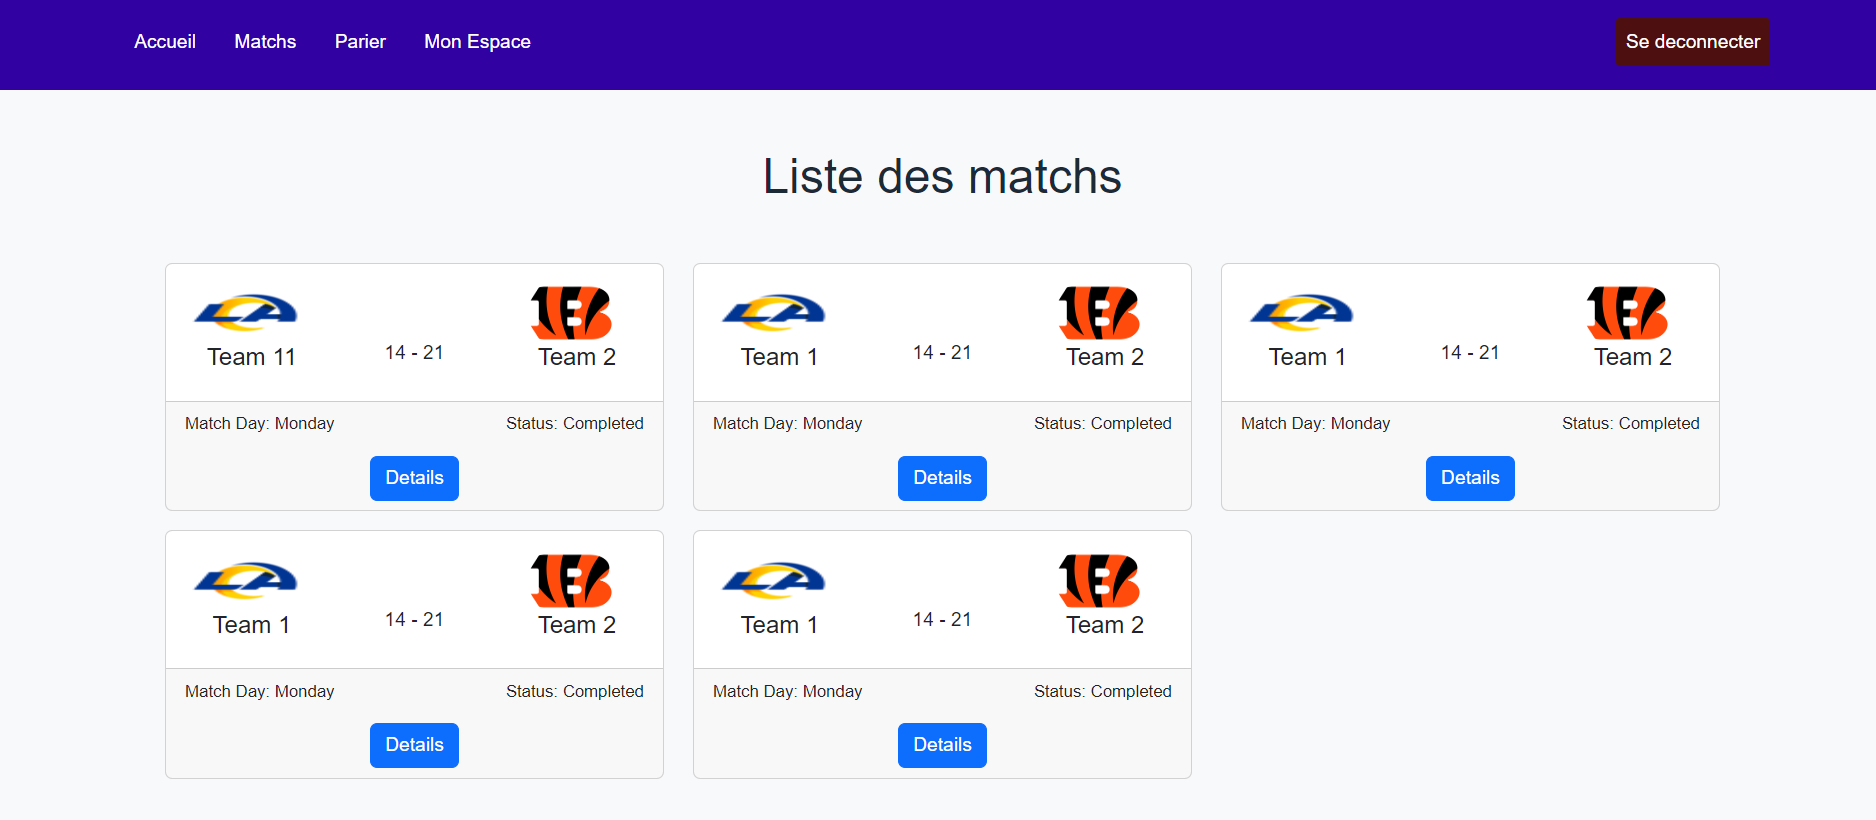 Accueil Matchs Parier Mon Espace Se deconnecter
Liste des matchs
Team 11 14 - 21 Team 2
Match Day: Monday Status: Completed
Details
Team 1 14 - 21 Team 2
Match Day: Monday Status: Completed
Details
Team 1 14 - 21 Team 2
Match Day: Monday Status: Completed
Details
Team 1 14 - 21 Team 2
Match Day: Monday Status: Completed
Details
Team 1 14 - 21 Team 2
Match Day: Monday Status: Completed
Details